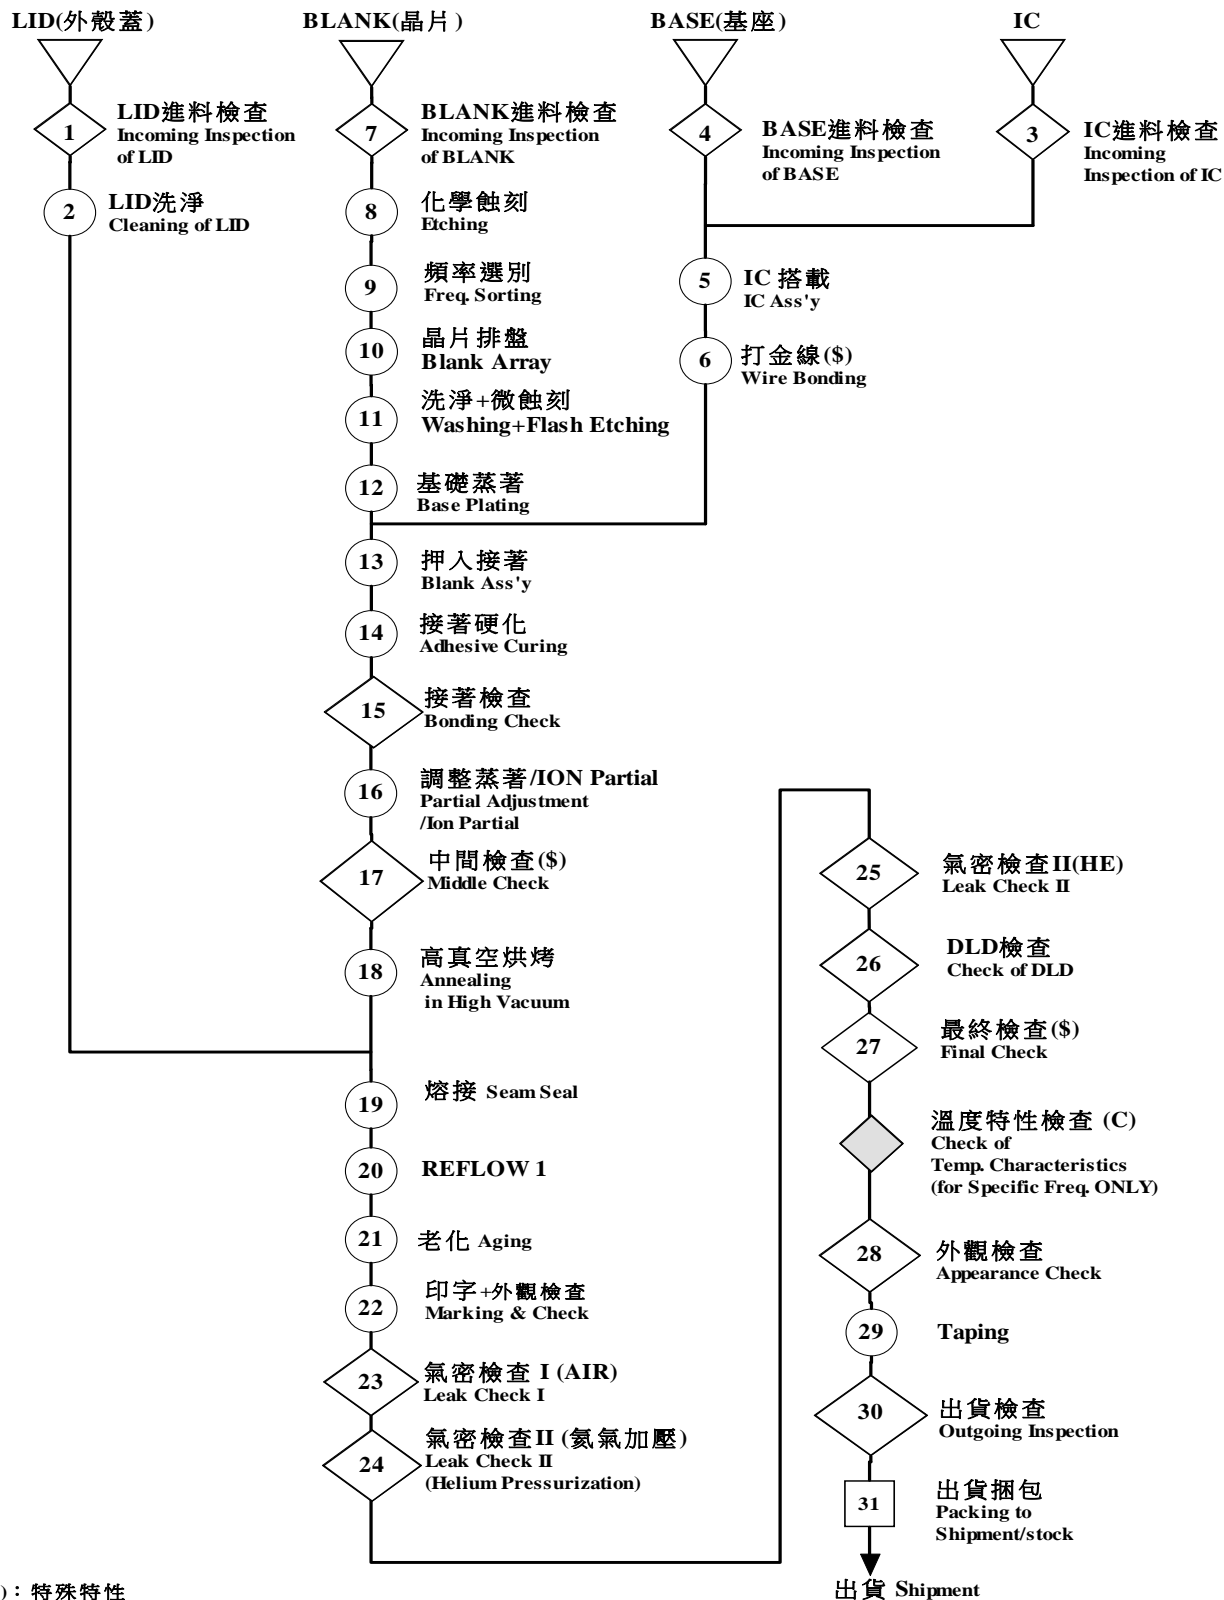 LID(外殼蓋)
BLANK(晶片)
BASE(基座)
IC
1
LID進料檢查
Incoming Inspection
of LID
7
BLANK進料檢查
Incoming Inspection
of BLANK
4
BASE進料檢查
Incoming Inspection
of BASE
3
IC進料檢查
Incoming
Inspection of IC
2
LID洗淨
Cleaning of LID
8
化學蝕刻
Etching
9
頻率選別
Freq. Sorting
5
IC 搭載
IC Ass'y
10
晶片排盤
Blank Array
6
打金線($)
Wire Bonding
11
洗淨+微蝕刻
Washing+Flash Etching
12
基礎蒸著
Base Plating
13
押入接著
Blank Ass'y
14
接著硬化
Adhesive Curing
15
接著檢查
Bonding Check
16
調整蒸著/ION Partial
Partial Adjustment
/Ion Partial
17
中間檢查($)
Middle Check
18
高真空烘烤
Annealing
in High Vacuum
19
熔接 Seam Seal
20
REFLOW 1
21
老化 Aging
22
印字+外觀檢查
Marking & Check
23
氣密檢查 I (AIR)
Leak Check I
24
氣密檢查II (氦氣加壓)
Leak Check II
(Helium Pressurization)
25
氣密檢查II(HE)
Leak Check II
26
DLD檢查
Check of DLD
27
最終檢查($)
Final Check
溫度特性檢查 (C)
Check of
Temp. Characteristics
(for Specific Freq. ONLY)
28
外觀檢查
Appearance Check
29
Taping
30
出貨檢查
Outgoing Inspection
31
出貨捆包
Packing to
Shipment/stock
出貨 Shipment
)：特殊特性